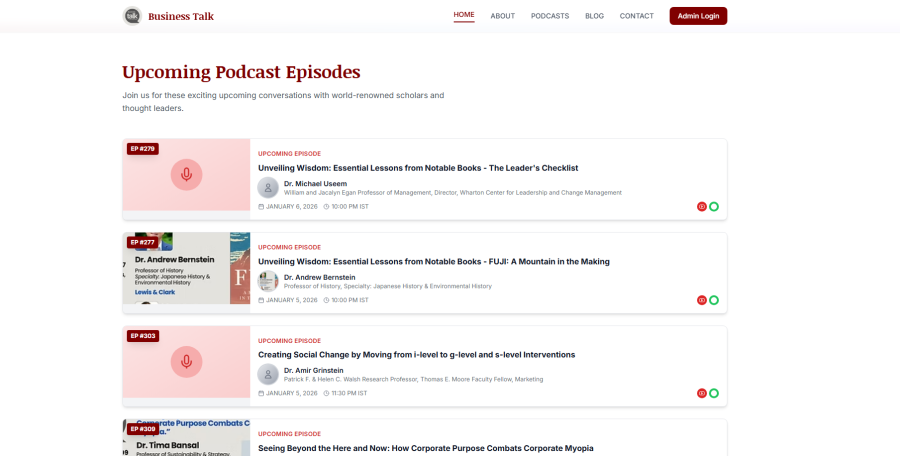 talk
Business Talk
HOME
ABOUT
PODCASTS
BLOG
CONTACT
Admin Login
Upcoming Podcast Episodes
Join us for these exciting upcoming conversations with world-renowned scholars and
thought leaders.
EP #279
UPCOMING EPISODE
Unveiling Wisdom: Essential Lessons from Notable Books - The Leader's Checklist
Dr. Michael Useem
William and Jacalyn Egan Professor of Management, Director, Wharton Center for Leadership and Change Management
JANUARY 6, 2026
10:00 PM IST
EP #277
Dr. Andrew Bernstein
Professor of History
Specialty: Japanese History &
Environmental History
Lewis & Clark
UPCOMING EPISODE
Unveiling Wisdom: Essential Lessons from Notable Books - FUJI: A Mountain in the Making
Dr. Andrew Bernstein
Professor of History, Specialty: Japanese History & Environmental History
JANUARY 5, 2026
10:00 PM IST
EP #303
UPCOMING EPISODE
Creating Social Change by Moving from i-level to g-level and s-level Interventions
Dr. Amir Grinstein
Patrick F. & Helen C. Walsh Research Professor, Thomas E. Moore Faculty Fellow, Marketing
JANUARY 5, 2026
11:30 PM IST
EP #309
Corporate Purpose Combats C
Dr. Tima Bansal
Professor of Sustainability & Strategy
UPCOMING EPISODE
Seeing Beyond the Here and Now: How Corporate Purpose Combats Corporate Myopia